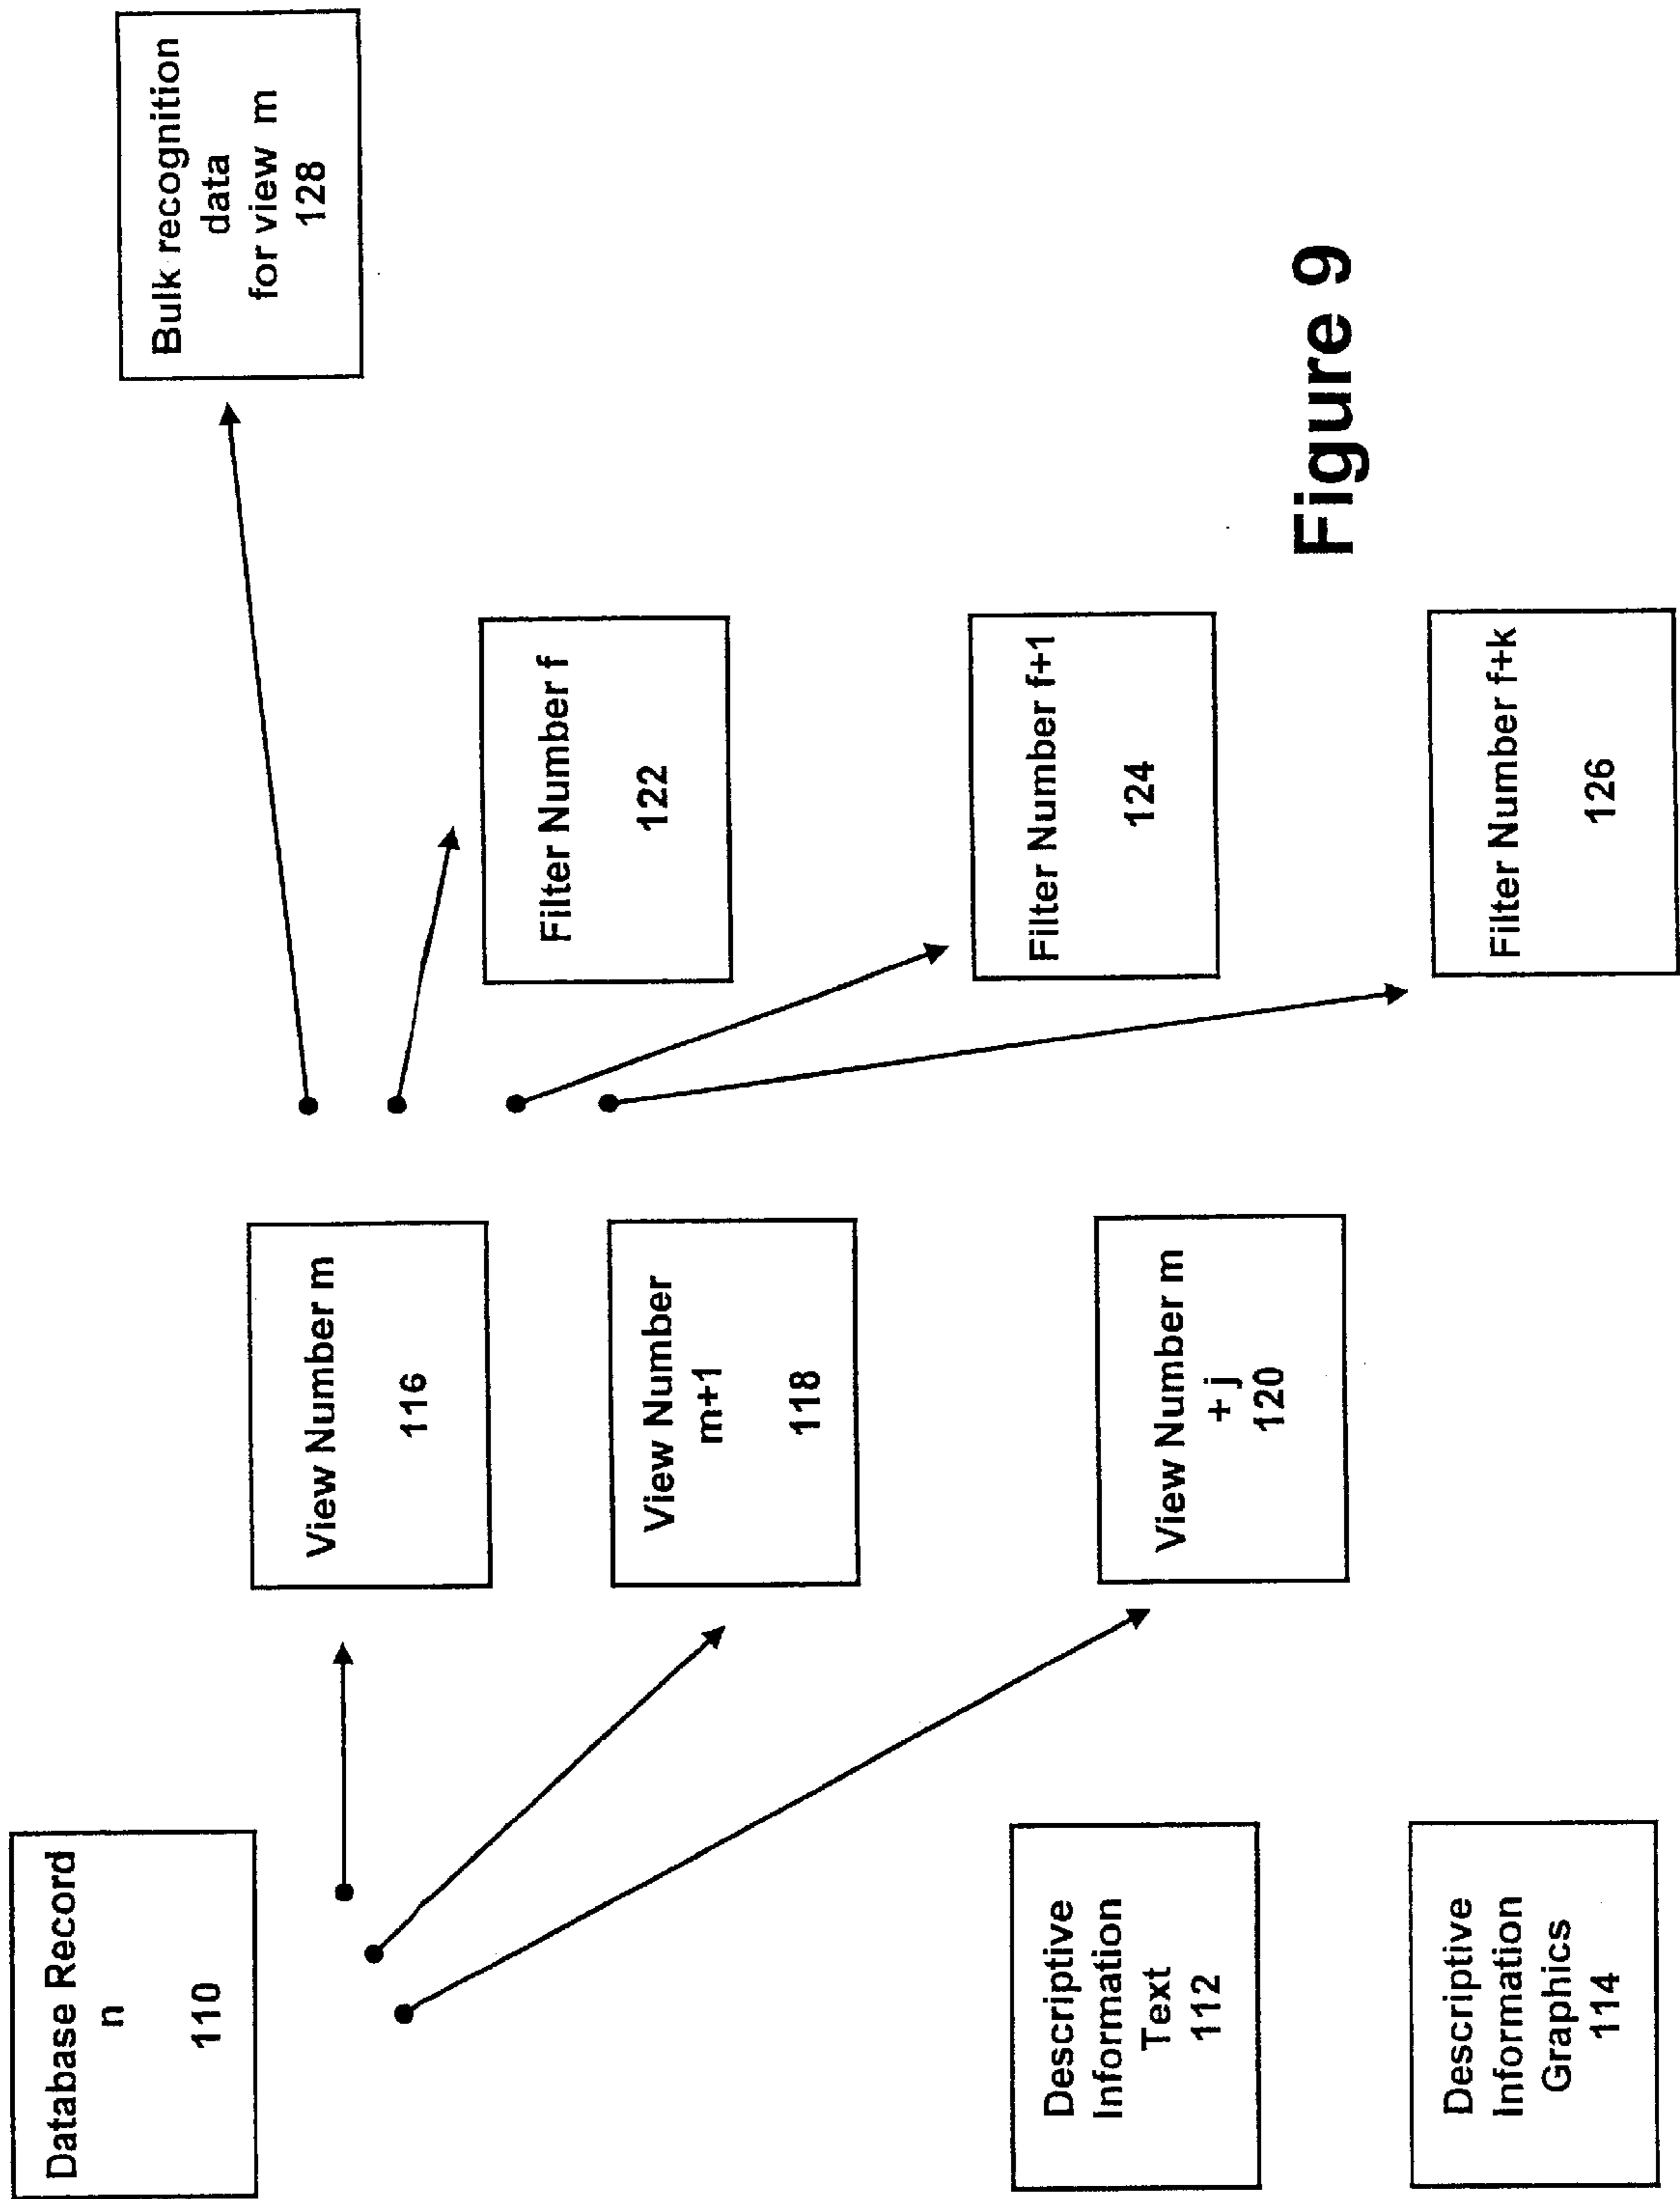 Database Record
n
110
Descriptive
Information
Text
112
Descriptive
Information
Graphics
114
View Number m
116
View Number
m+1
118
View Number m
+ j
120
Filter Number f
122
Filter Number f+1
124
Filter Number f+k
126
Bulk recognition
data
for view m
128
Figure 9